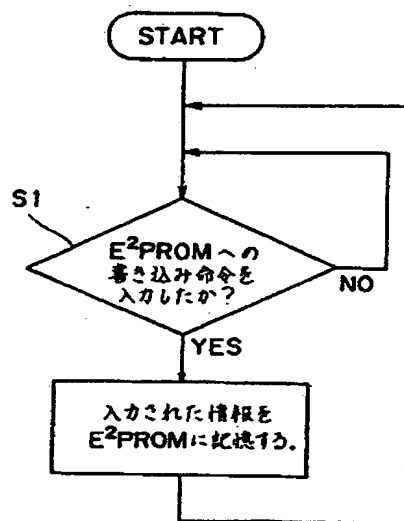 START
S1
E²PROMへの
書き込み命令を
入力したか?
NO
YES
入力された情報を
E²PROMに記憶する.